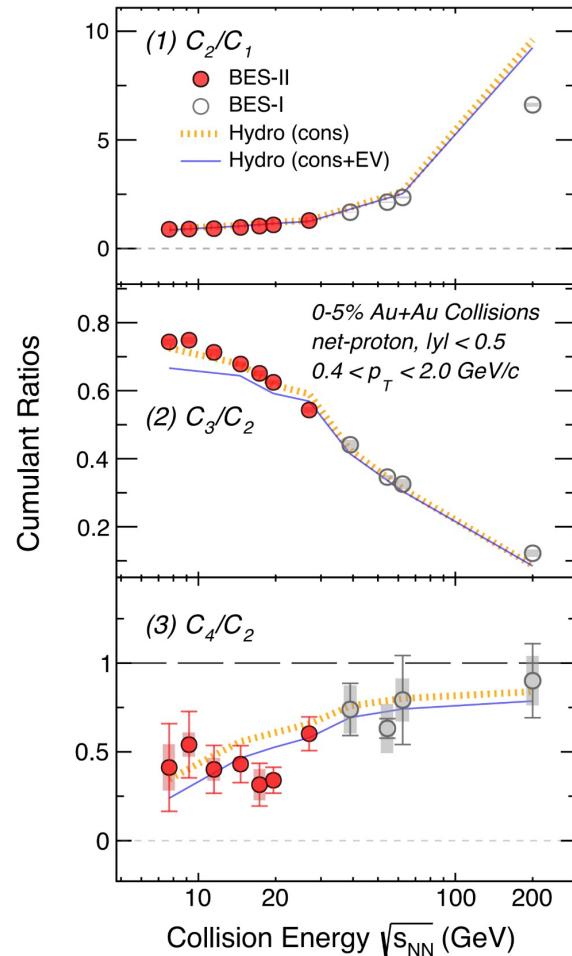 10
(1) C2/C1
BES-II
BES-I
Hydro (cons)
5
Hydro (cons+EV)
0
0-5% Au+Au Collisions
0.8
net-proton, lyl < 0.5
0.4 < pT < 2.0 GeV/c
0.6
(2) C3/C2
0.4
0.2
Cumulant Ratios
(3) C4/C2
1
0.5
0
10 20 100 200
Collision Energy √sNN (GeV)